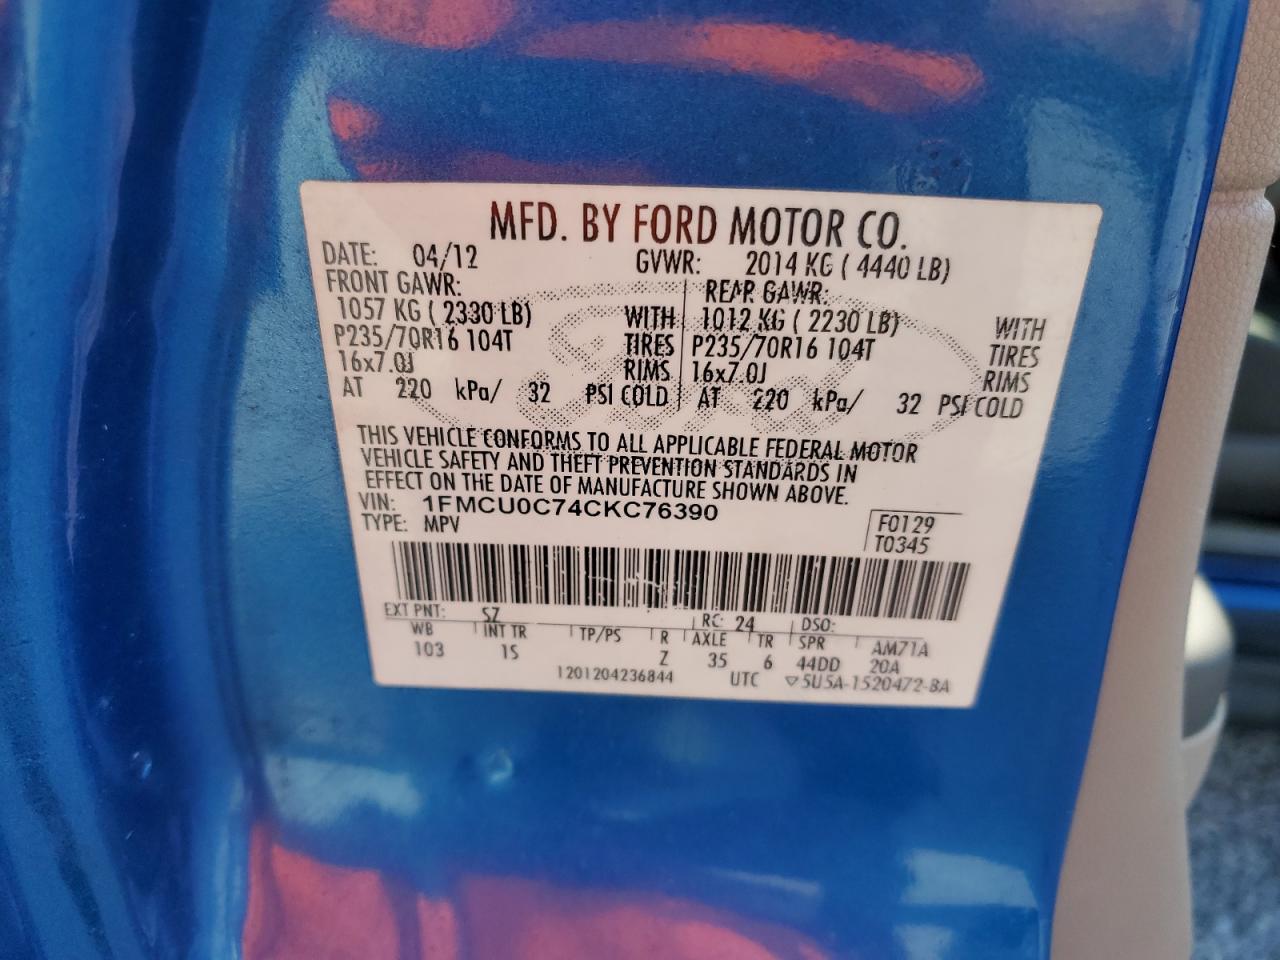 MFD. BY FORD MOTOR CO.
DATE: 04/12 GVWR: 2014 KG ( 4440 LB)
FRONT GAWR: REAR GAWR:
1057 KG ( 2330 LB) WITH 1012 KG ( 2230 LB) WITH
P235/70R16 104T TIRES P235/70R16 104T TIRES
16x7.0J RIMS 16x7.0J RIMS
AT 220 kPa/ 32 PSI COLD AT 220 kPa/ 32 PSI COLD
THIS VEHICLE CONFORMS TO ALL APPLICABLE FEDERAL MOTOR
VEHICLE SAFETY AND THEFT PREVENTION STANDARDS IN
EFFECT ON THE DATE OF MANUFACTURE SHOWN ABOVE.
VIN: 1FMCU0C74CKC76390
TYPE: MPV
F0129
T0345
EXT PNT: SZ RC: 24 DSO:
WB INT TR TP/PS R AXLE TR SPR AM71A
103 1S Z 35 6 44DD 20A
1201204236844 UTC ▽5U5A-1520472-BA